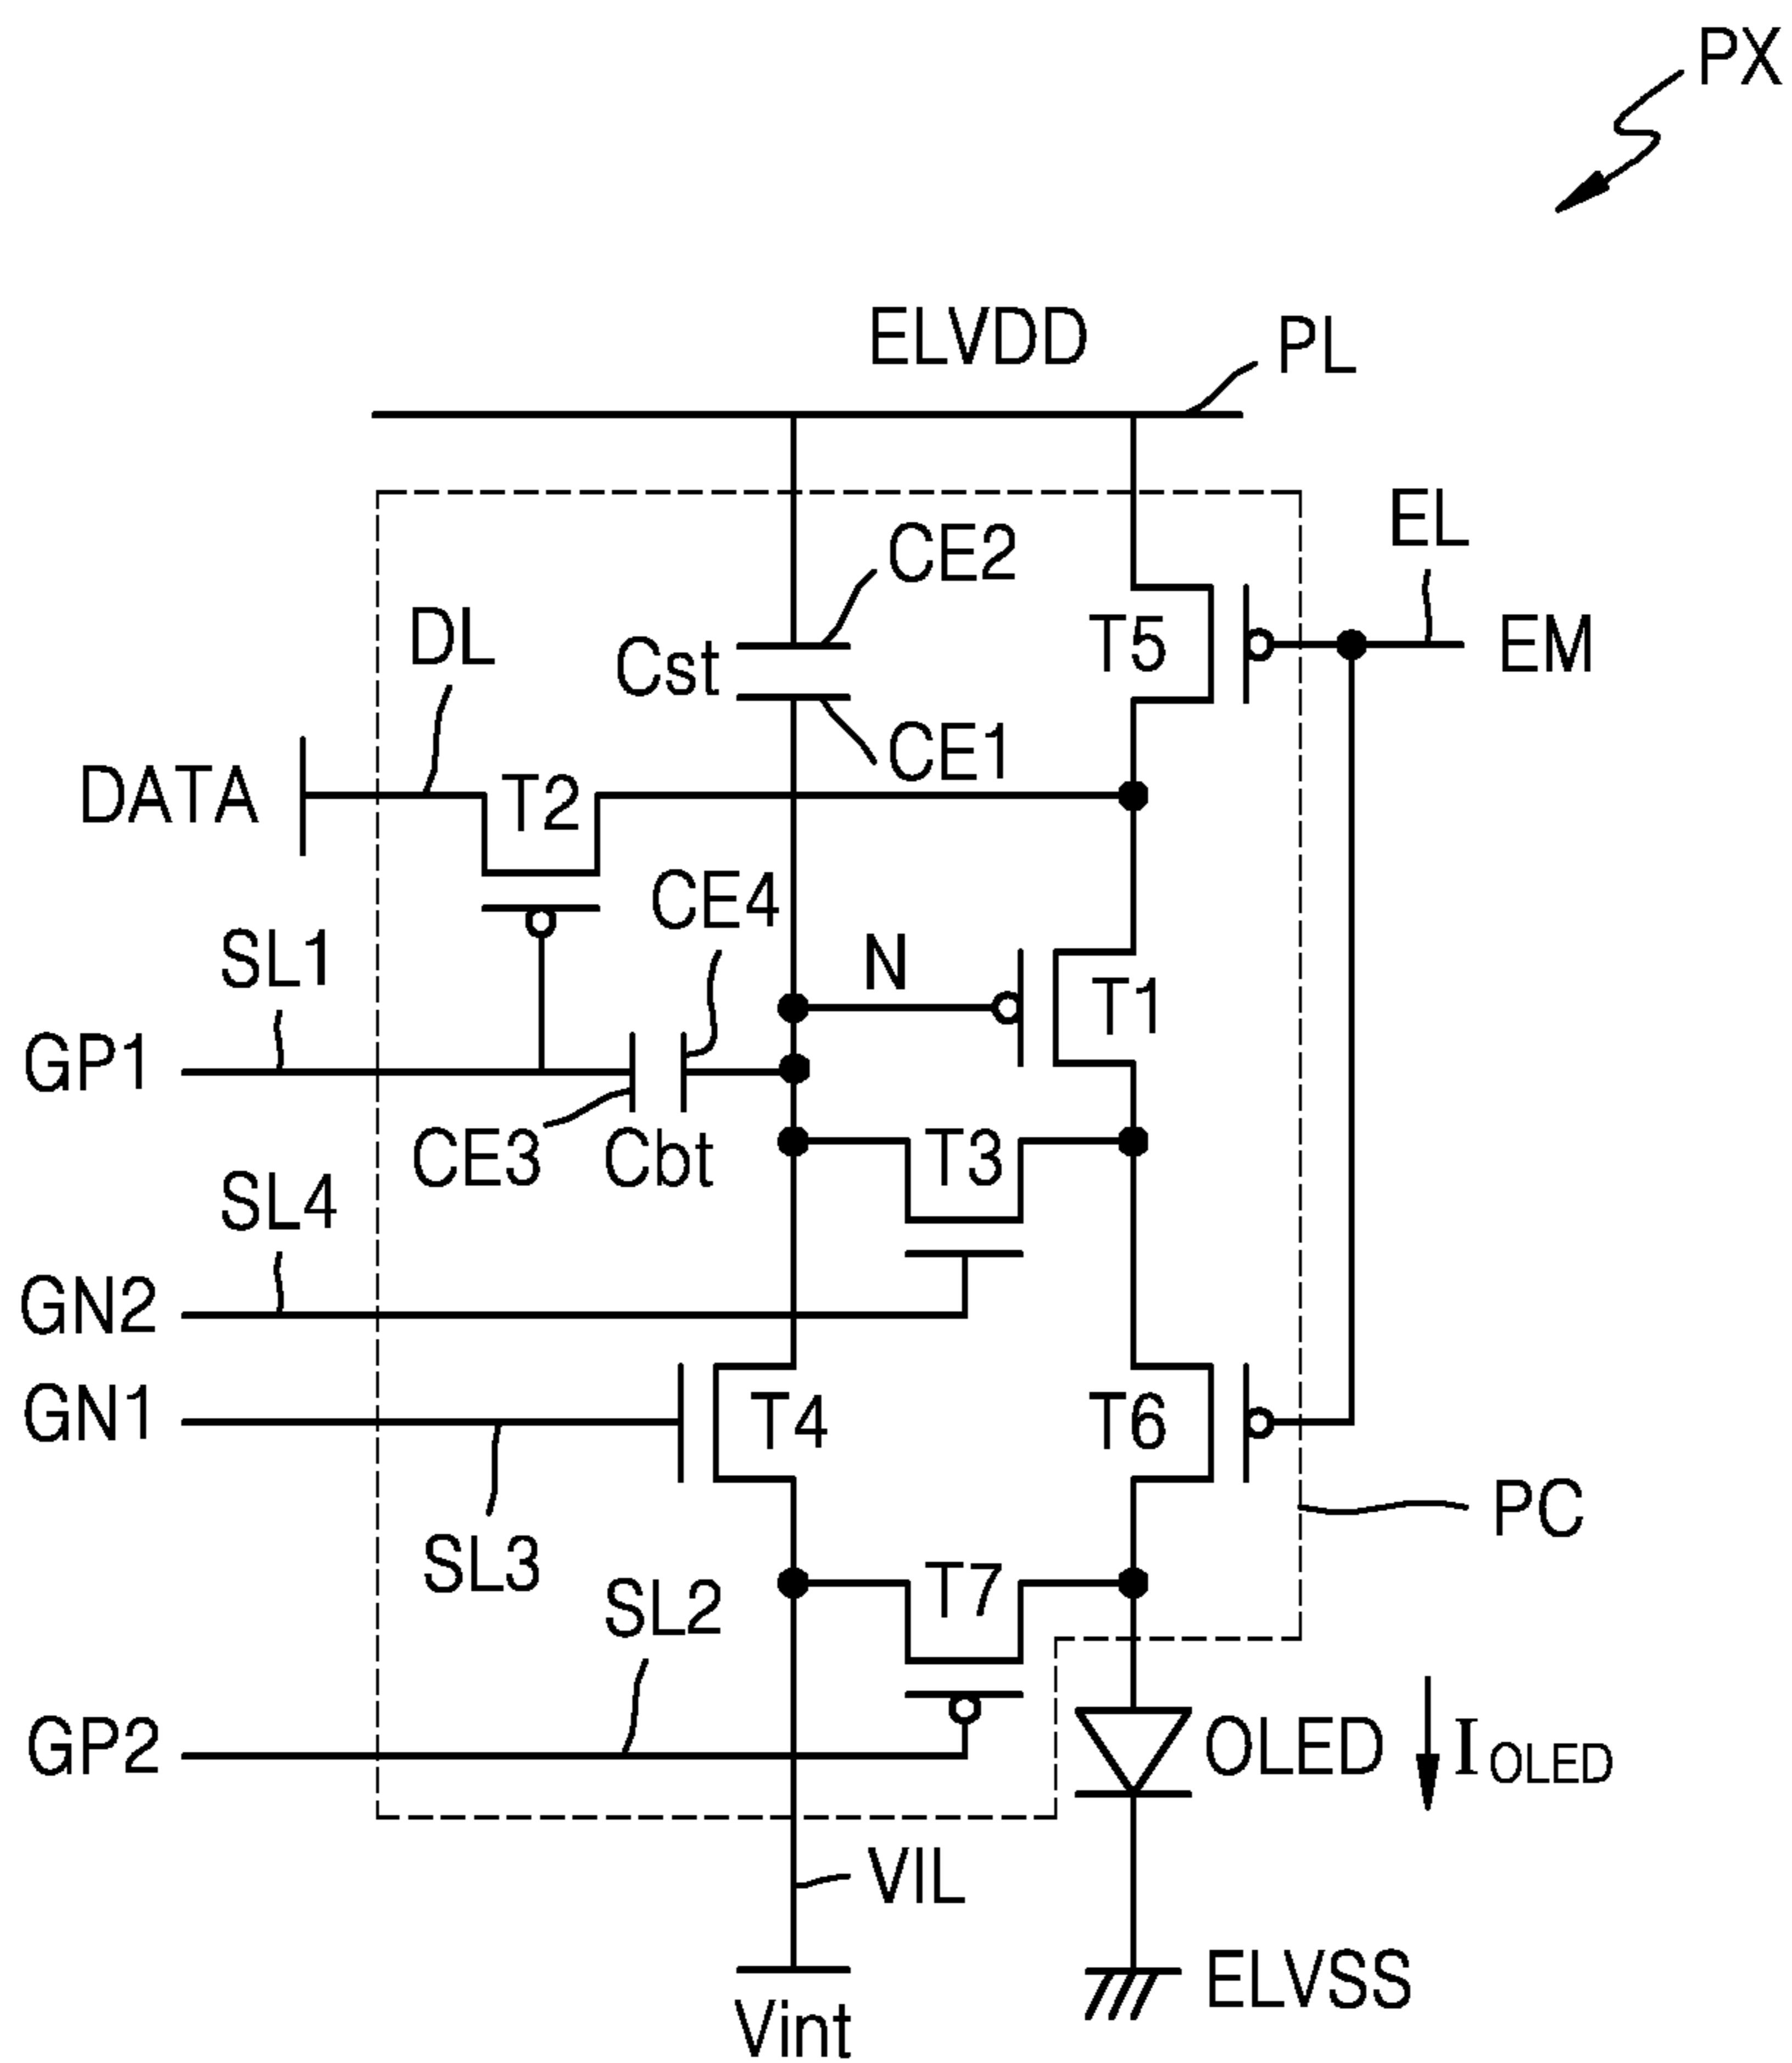 PX
ELVDD
PL
CE2
EL
DL
Cst
T5
EM
CE1
DATA
T2
CE4
SL1
N
T1
GP1
CE3
Cbt
T3
SL4
GN2
GN1
T4
T6
PC
SL3
SL2
T7
GP2
OLED
IOLED
VIL
ELVSS
Vint